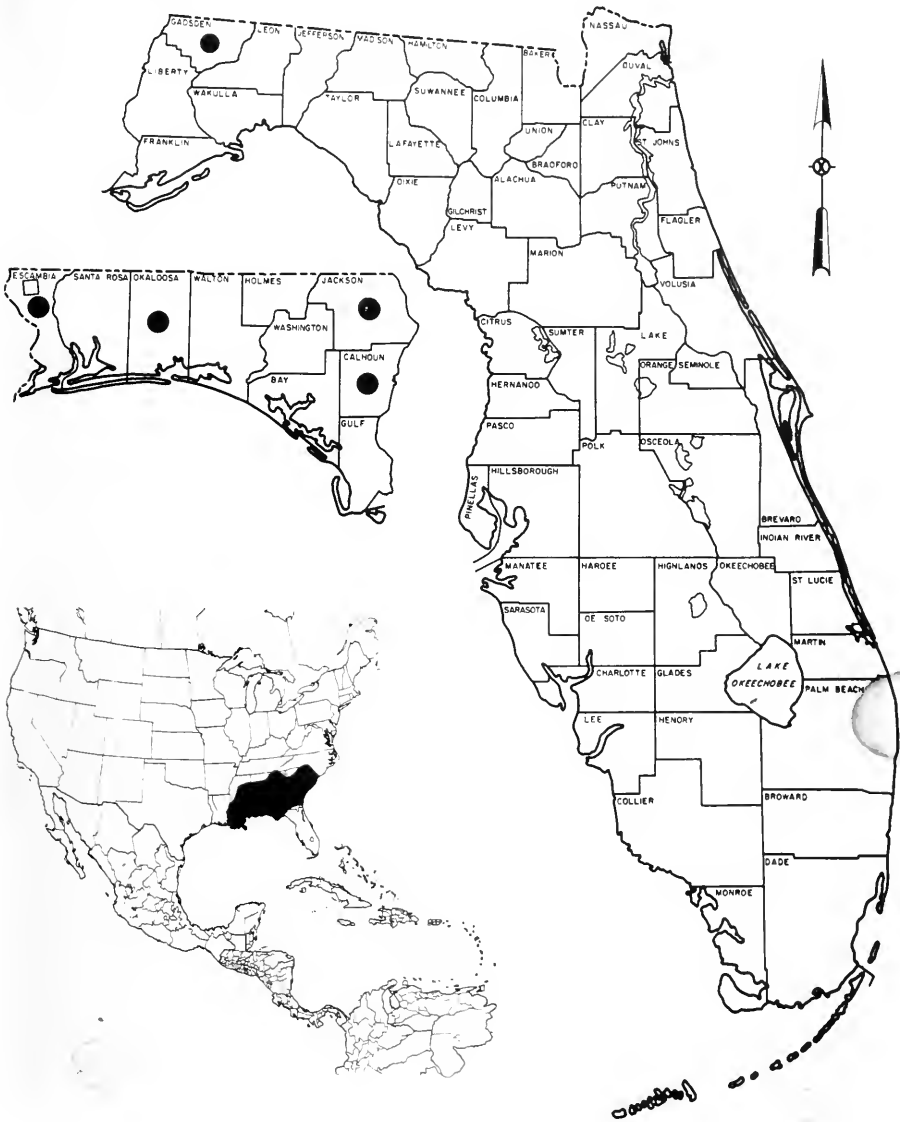 NASSAU
GADSDEN
LEON
JEFFERSON
MADISON
HAMILTON
BAKER
DUVAL
LIBERTY
WAKULLA
TAYLOR
SUWANNEE
COLUMBIA
FRANKLIN
LAFAYETTE
UNION
CLAY
ST JOHNS
BRADFORD
DIXIE
ALACHUA
PUTNAM
GILCHRIST
FLAGLER
LEVY
MARION
VOLUSIA
ESCAMBIA
SANTA ROSA
OKALOOSA
WALTON
HOLMES
JACKSON
WASHINGTON
CALHOUN
BAY
GULF
CITRUS
SUMTER
LAKE
ORANGE
SEMINOLE
HERNANDO
PASCO
POLK
OSCEOLA
HILLSBOROUGH
PINELLAS
BREVARD
INDIAN RIVER
MANATEE
HARDEE
HIGHLANDS
OKEECHOBEE
ST LUCIE
SARASOTA
DE SOTO
MARTIN
CHARLOTTE
GLADES
LAKE
OKEECHOBEE
PALM BEACH
LEE
HENDRY
COLLIER
BROWARD
DADE
MONROE